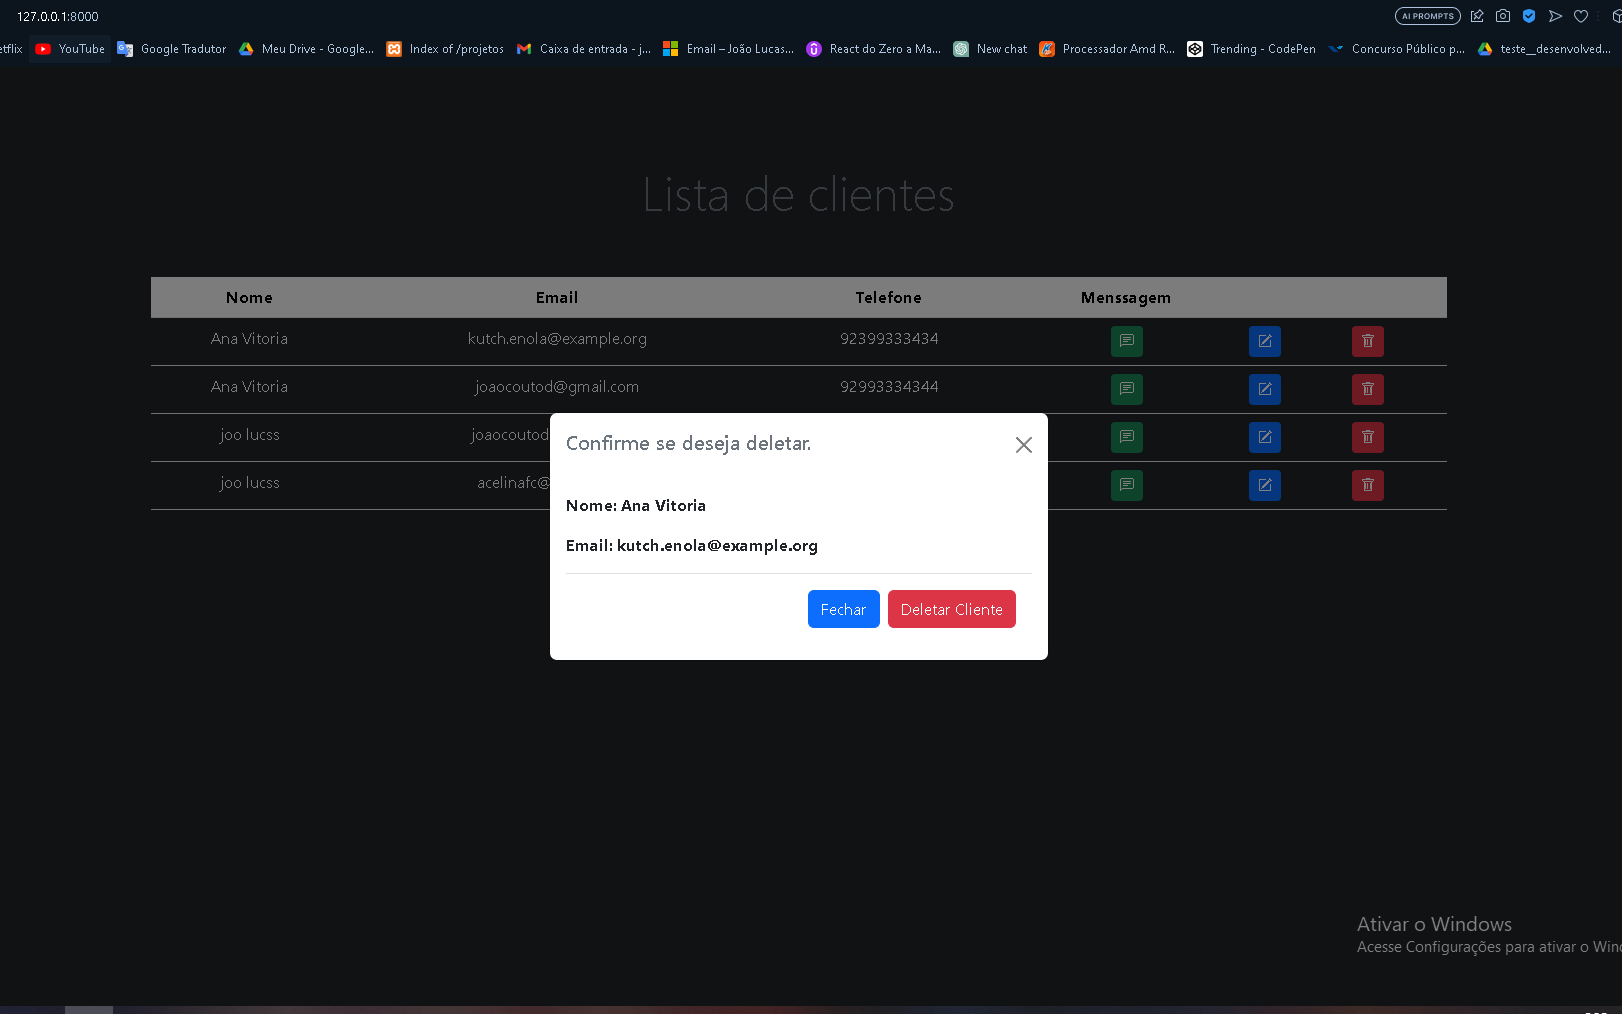 127.0.0.1:8000
AI PROMPTS
etflix YouTube Google Tradutor Meu Drive - Google... Index of /projetos Caixa de entrada - j... Email – João Lucas... React do Zero a Ma... New chat Processador Amd R... Trending - CodePen Concurso Público p... teste_desenvolved...
Lista de clientes
Nome Email Telefone Menssagem
Ana Vitoria kutch.enola@example.org 92399333434
Ana Vitoria joaocoutod@gmail.com 92993334344
joo lucss joaocoutod
joo lucss acelinafc@
Confirme se deseja deletar.
Nome: Ana Vitoria
Email: kutch.enola@example.org
Fechar Deletar Cliente
Ativar o Windows
Acesse Configurações para ativar o Win